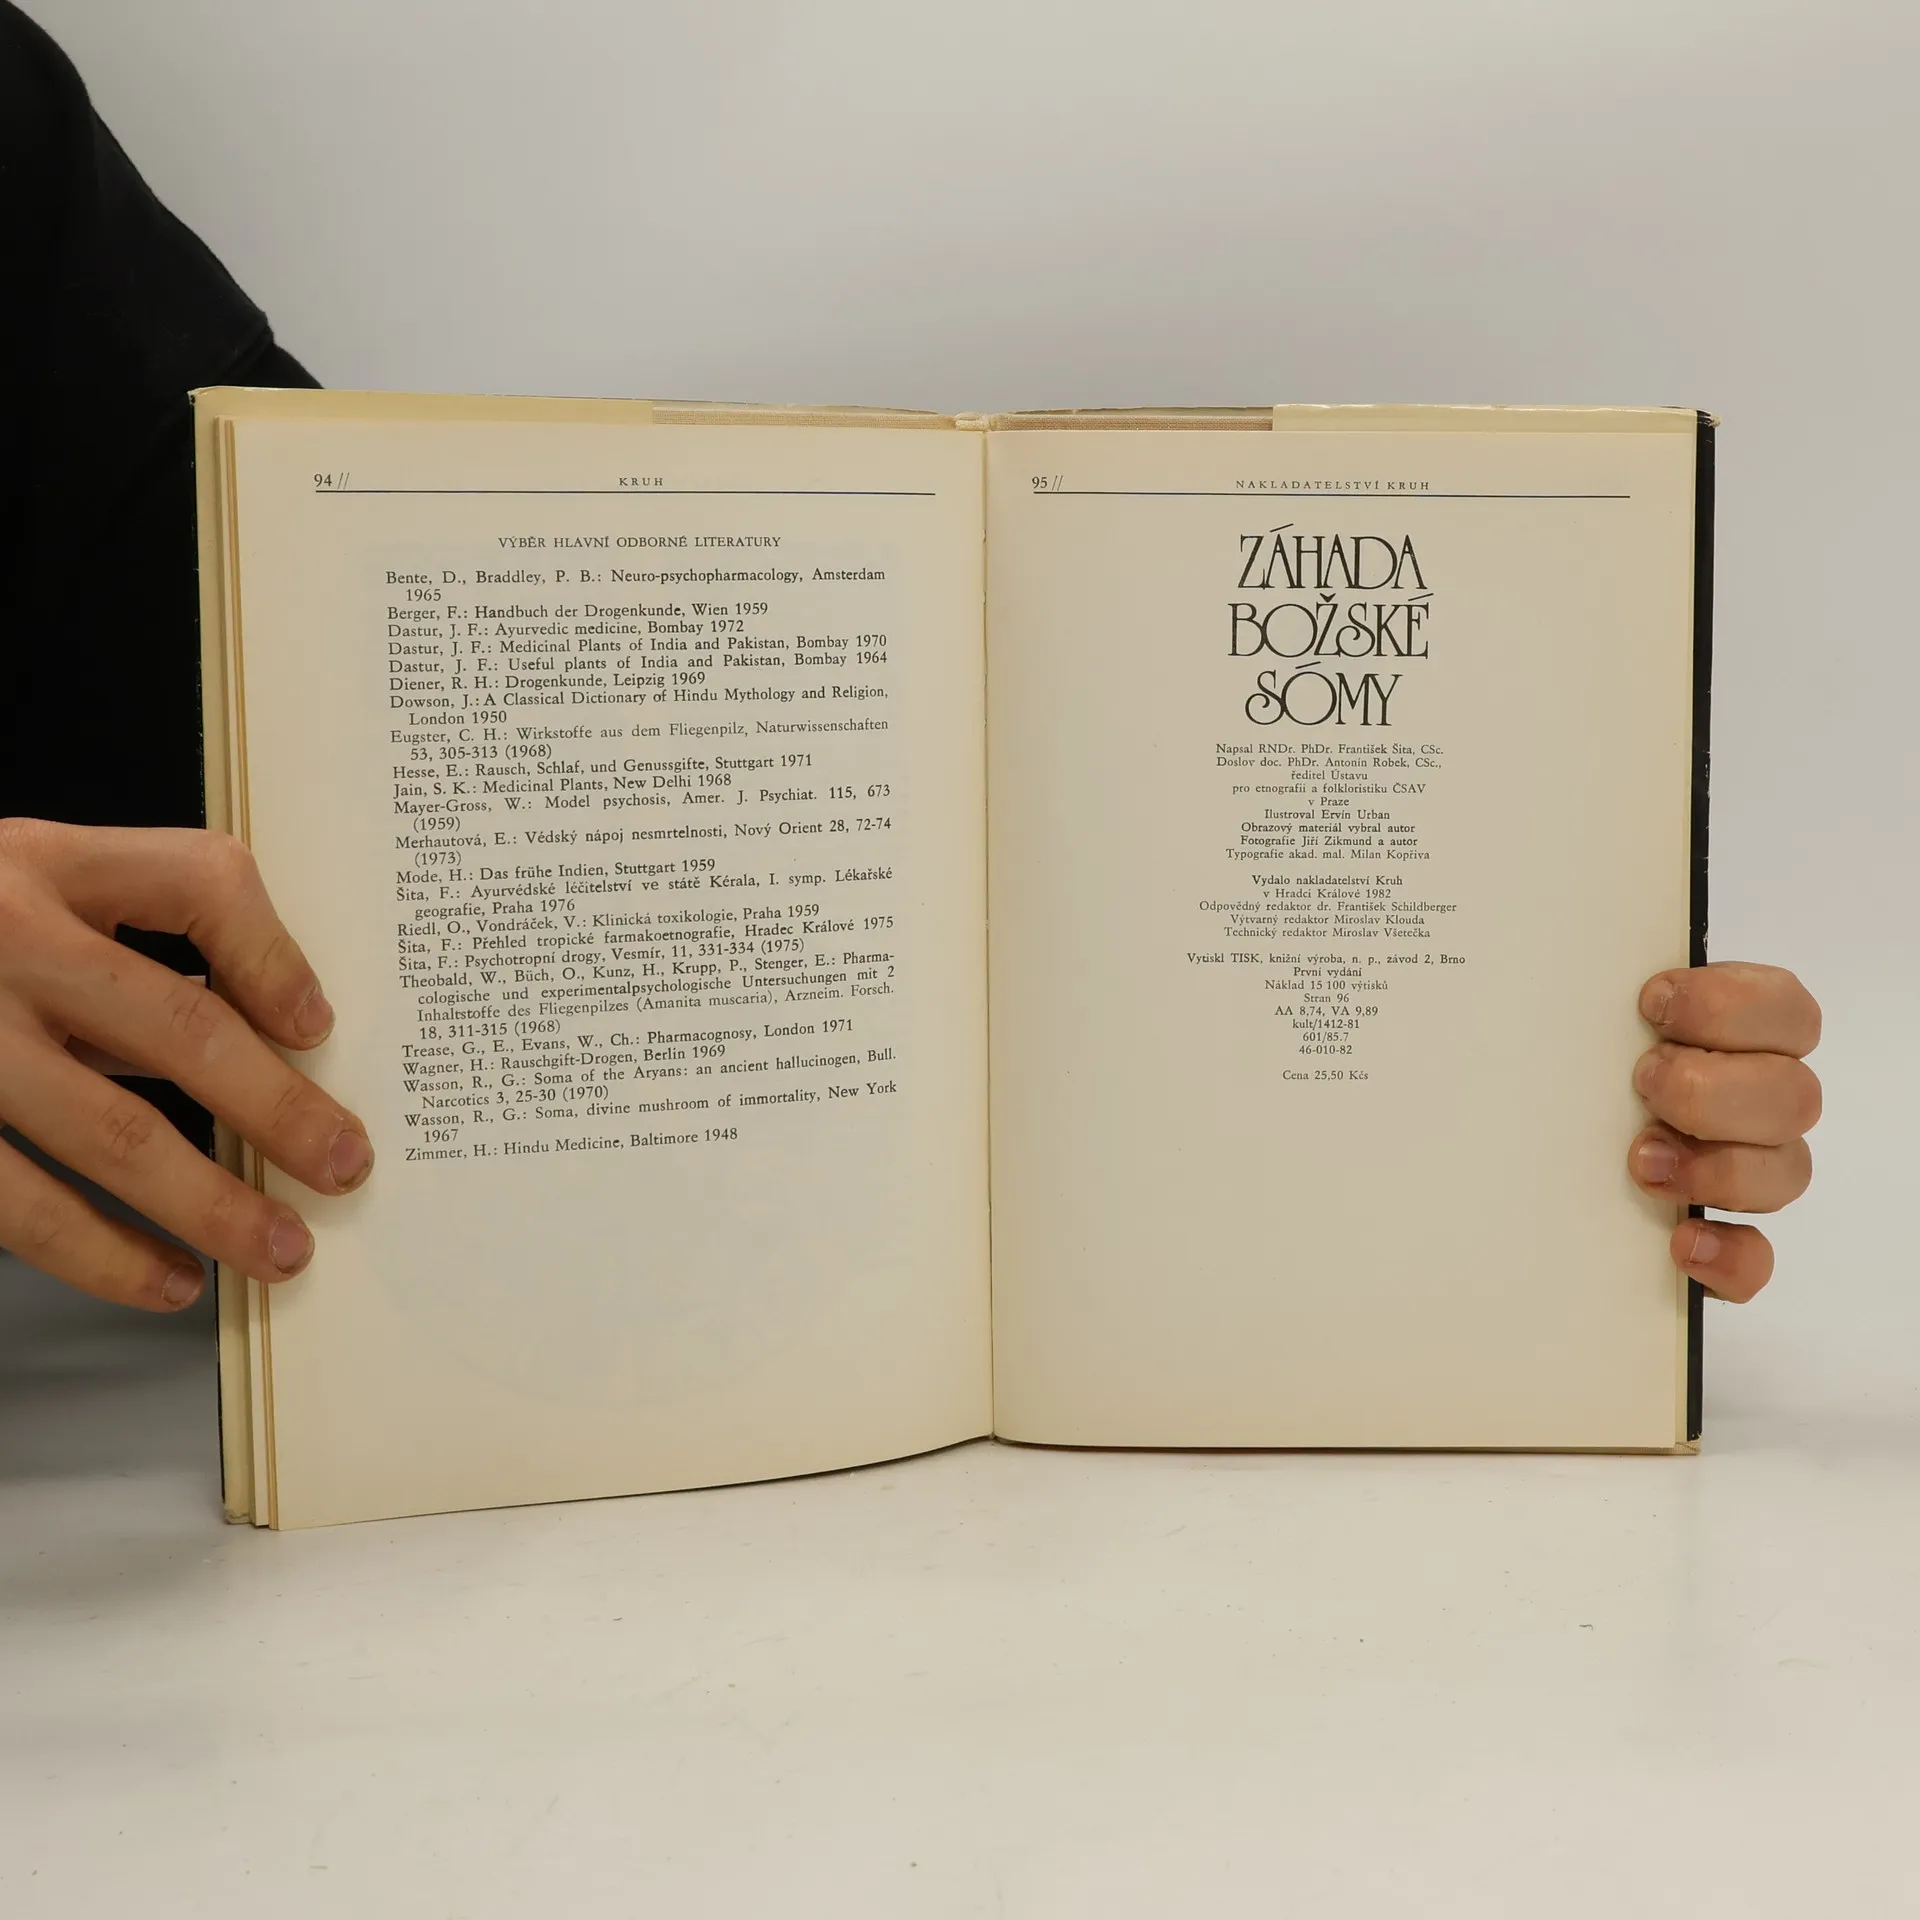 94 //
KRUH
VÝBĚR HLAVNÍ ODBORNÉ LITERATURY
Bente, D., Braddley, P. B.: Neuro-psychopharmacology, Amsterdam
1965
Berger, F.: Handbuch der Drogenkunde, Wien 1959
Dastur, J. F.: Ayurvedic medicine, Bombay 1972
Dastur, J. F.: Medicinal Plants of India and Pakistan, Bombay 1970
Dastur, J. F.: Useful plants of India and Pakistan, Bombay 1964
Diener, R. H.: Drogenkunde, Leipzig 1969
Dowson, J.: A Classical Dictionary of Hindu Mythology and Religion,
London 1950
Eugster, C. H.: Wirkstoffe aus dem Fliegenpilz, Naturwissenschaften
53, 305-313 (1968)
Hesse, E.: Rausch, Schlaf, und Genussgifte, Stuttgart 1971
Jain, S. K.: Medicinal Plants, New Delhi 1968
Mayer-Gross, W.: Model psychosis, Amer. J. Psychiat. 115, 673
(1959)
Merhautová, E.: Védský nápoj nesmrtelnosti, Nový Orient 28, 72-74
(1973)
Mode, H.: Das frühe Indien, Stuttgart 1959
Šita, F.: Ayurvédské léčitelství ve státě Kérala, I. symp. Lékařské
geografie, Praha 1976
Riedl, O., Vondráček, V.: Klinická toxikologie, Praha 1959
Šita, F.: Přehled tropické farmakoetnografie, Hradec Králové 1975
Šita, F.: Psychotropní drogy, Vesmír, 11, 331-334 (1975)
Theobald, W., Büch, O., Kunz, H., Krupp, P., Stenger, E.: Pharma-
cologische und experimentalpsychologische Untersuchungen mit 2
Inhaltstoffe des Fliegenpilzes (Amanita muscaria), Arzneim. Forsch.
18, 311-315 (1968)
Trease, G., E., Evans, W., Ch.: Pharmacognosy, London 1971
Wagner, H.: Rauschgift-Drogen, Berlin 1969
Wasson, R., G.: Soma of the Aryans: an ancient hallucinogen, Bull.
Narcotics 3, 25-30 (1970)
Wasson, R., G.: Soma, divine mushroom of immortality, New York
1967
Zimmer, H.: Hindu Medicine, Baltimore 1948
95 //
NAKLADATELSTVÍ KRUH
ZÁHADA
BOŽSKÉ
SÓMY
Napsal RNDr. PhDr. František Šita, CSc.
Doslov doc. PhDr. Antonín Robek, CSc.,
ředitel Ústavu
pro etnografii a folkloristiku ČSAV
v Praze
Ilustroval Ervín Urban
Obrazový materiál vybral autor
Fotografie Jiří Zikmund a autor
Typografie akad. mal. Milan Kopřiva
Vydalo nakladatelství Kruh
v Hradci Králové 1982
Odpovědný redaktor dr. František Schildberger
Výtvarný redaktor Miroslav Klouda
Technický redaktor Miroslav Všetečka
Vytiskl TISK, knižní výroba, n. p., závod 2, Brno
První vydání
Náklad 15 100 výtisků
Stran 96
AA 8,74, VA 9,89
kult/1412-81
601/85.7
46-010-82
Cena 25,50 Kčs